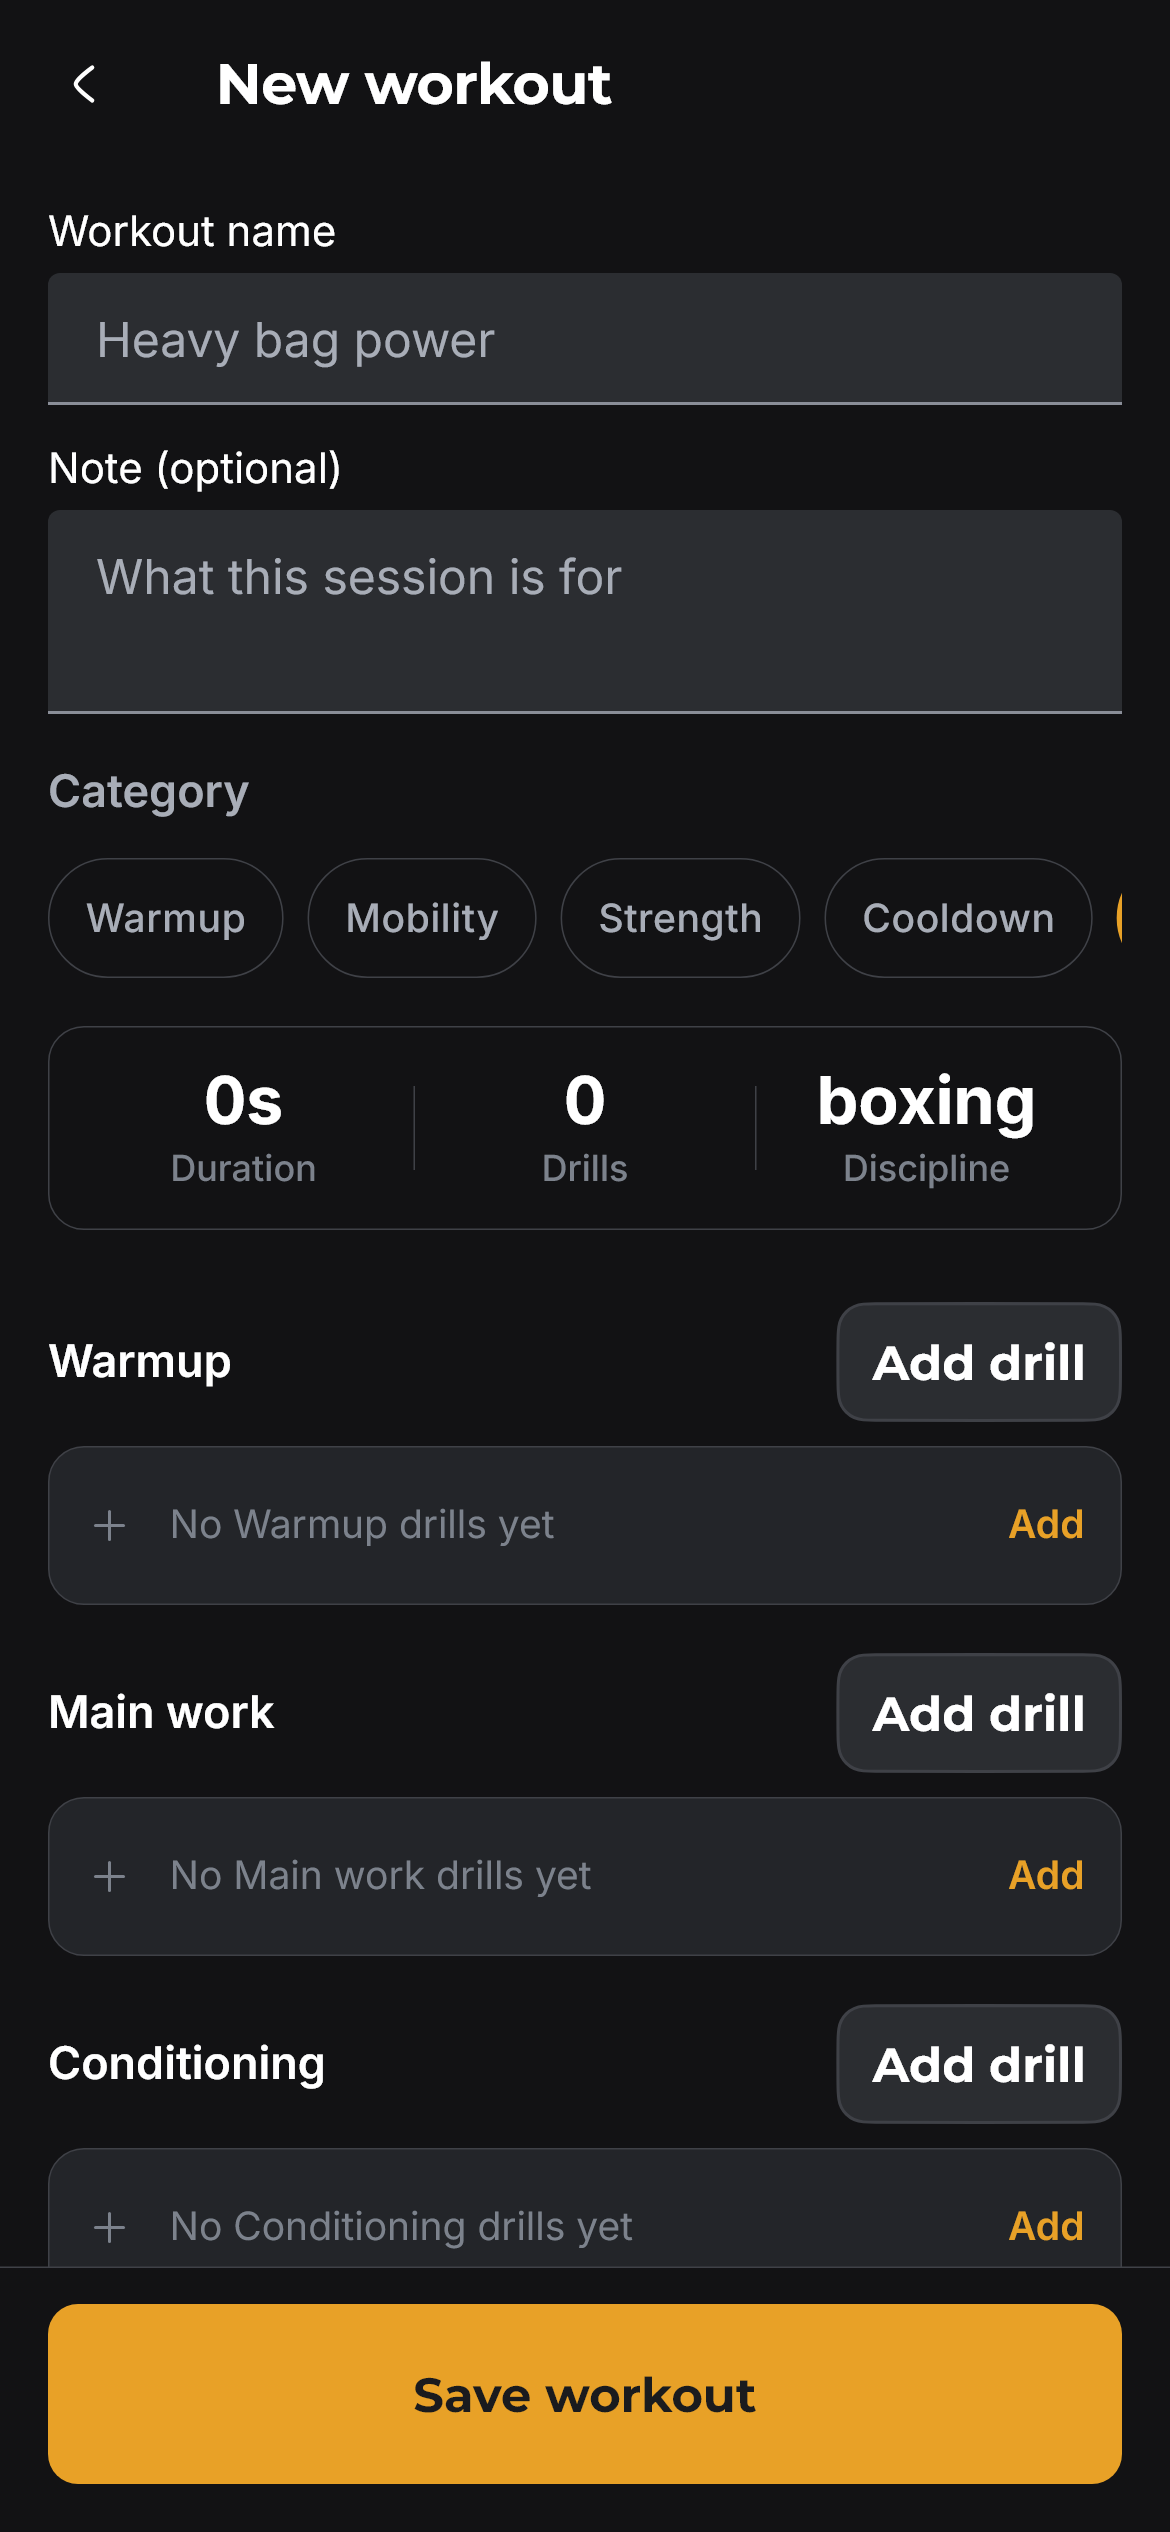 New workout
Workout name
Heavy bag power
Note (optional)
What this session is for
Category
Warmup Mobility Strength Cooldown
0s 0 boxing
Duration Drills Discipline
Warmup Add drill
No Warmup drills yet Add
Main work Add drill
No Main work drills yet Add
Conditioning Add drill
No Conditioning drills yet Add
Save workout